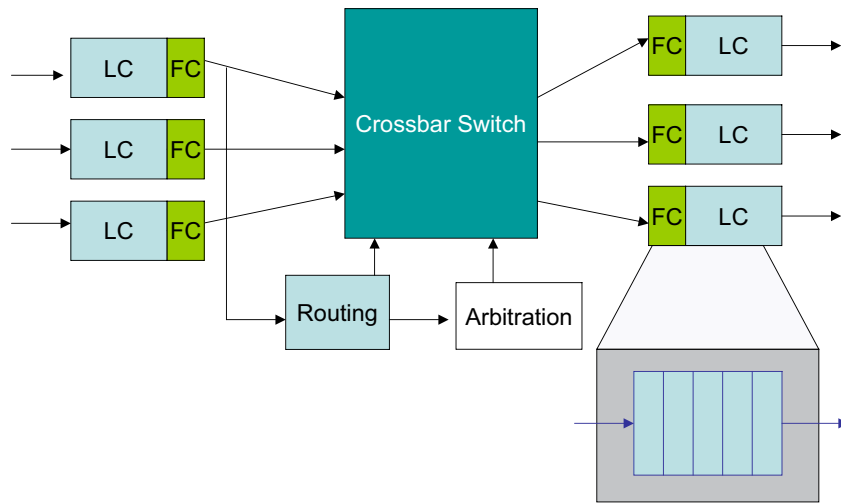 LC FC
LC FC
LC FC
Crossbar Switch
FC LC
FC LC
FC LC
Routing
Arbitration